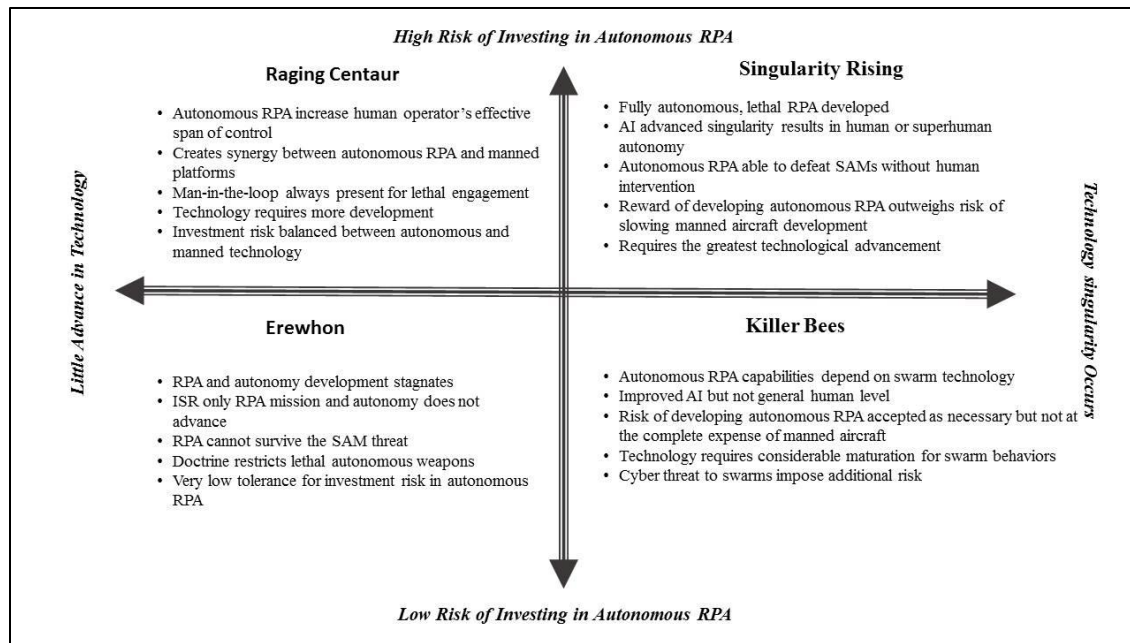 High Risk of Investing in Autonomous RPA
Raging Centaur
• Autonomous RPA increase human operator's effective
span of control
• Creates synergy between autonomous RPA and manned
platforms
• Man-in-the-loop always present for lethal engagement
• Technology requires more development
• Investment risk balanced between autonomous and
manned technology
Singularity Rising
• Fully autonomous, lethal RPA developed
• AI advanced singularity results in human or superhuman
autonomy
• Autonomous RPA able to defeat SAMs without human
intervention
• Reward of developing autonomous RPA outweighs risk of
slowing manned aircraft development
• Requires the greatest technological advancement
Little Advance in Technology
Technology singularity Occurs
Erewhon
• RPA and autonomy development stagnates
• ISR only RPA mission and autonomy does not
advance
• RPA cannot survive the SAM threat
• Doctrine restricts lethal autonomous weapons
• Very low tolerance for investment risk in autonomous
RPA
Killer Bees
• Autonomous RPA capabilities depend on swarm technology
• Improved AI but not general human level
• Risk of developing autonomous RPA accepted as necessary but not at
the complete expense of manned aircraft
• Technology requires considerable maturation for swarm behaviors
• Cyber threat to swarms impose additional risk
Low Risk of Investing in Autonomous RPA